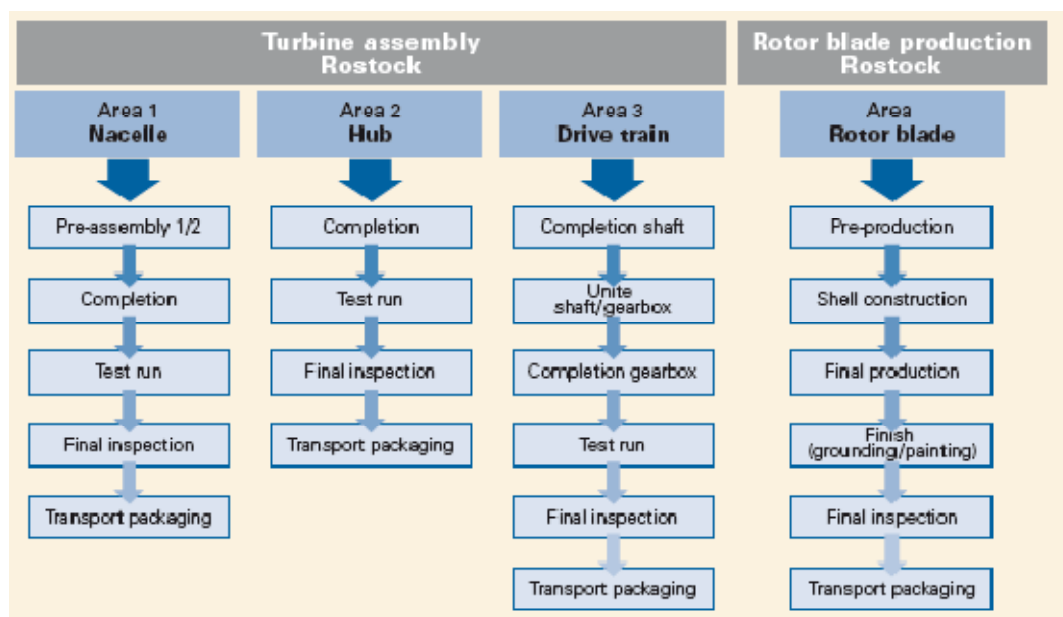 Turbine assembly
Rostock
Rotor blade production
Rostock
Area 1
Nacelle
Area 2
Hub
Area 3
Drive train
Area
Rotor blade
Pre-assembly 1/2
Completion
Test run
Final inspection
Transport packaging
Completion
Test run
Final inspection
Transport packaging
Completion shaft
Unite
shaft/gearbox
Completion gearbox
Test run
Final inspection
Transport packaging
Pre-production
Shell construction
Final production
Finish
(grounding/painting)
Final inspection
Transport packaging